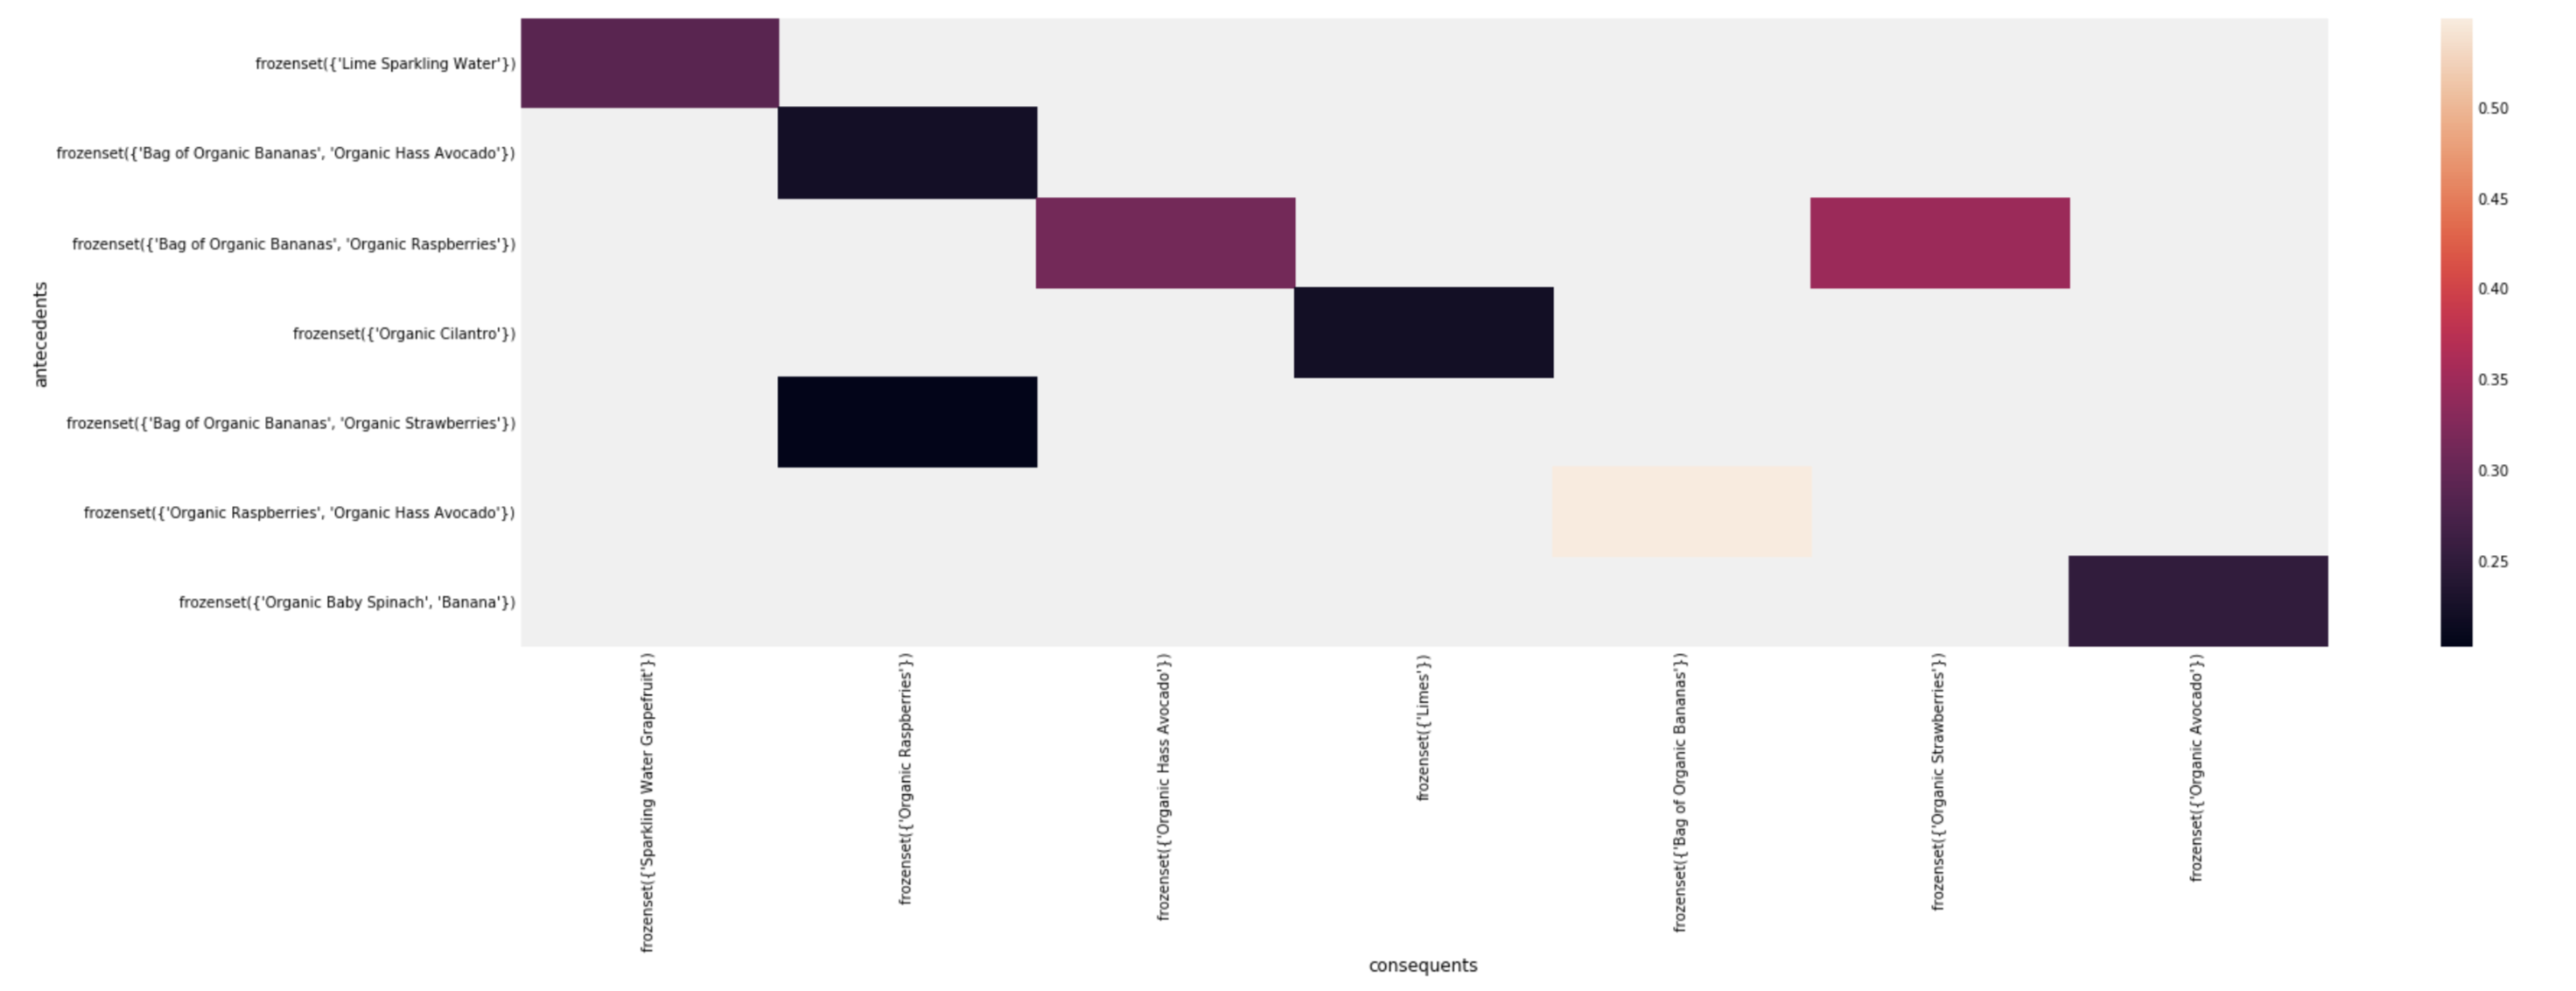 frozenset({'Lime Sparkling Water'})
frozenset({'Bag of Organic Bananas', 'Organic Hass Avocado'})
frozenset({'Bag of Organic Bananas', 'Organic Raspberries'})
frozenset({'Organic Cilantro'})
frozenset({'Bag of Organic Bananas', 'Organic Strawberries'})
frozenset({'Organic Raspberries', 'Organic Hass Avocado'})
frozenset({'Organic Baby Spinach', 'Banana'})
antecedents
frozenset({'Sparkling Water Grapefruit'})
frozenset({'Organic Raspberries'})
frozenset({'Organic Hass Avocado'})
frozenset({'Limes'})
frozenset({'Bag of Organic Bananas'})
frozenset({'Organic Strawberries'})
frozenset({'Organic Avocado'})
consequents
0.50
0.45
0.40
0.35
0.30
0.25